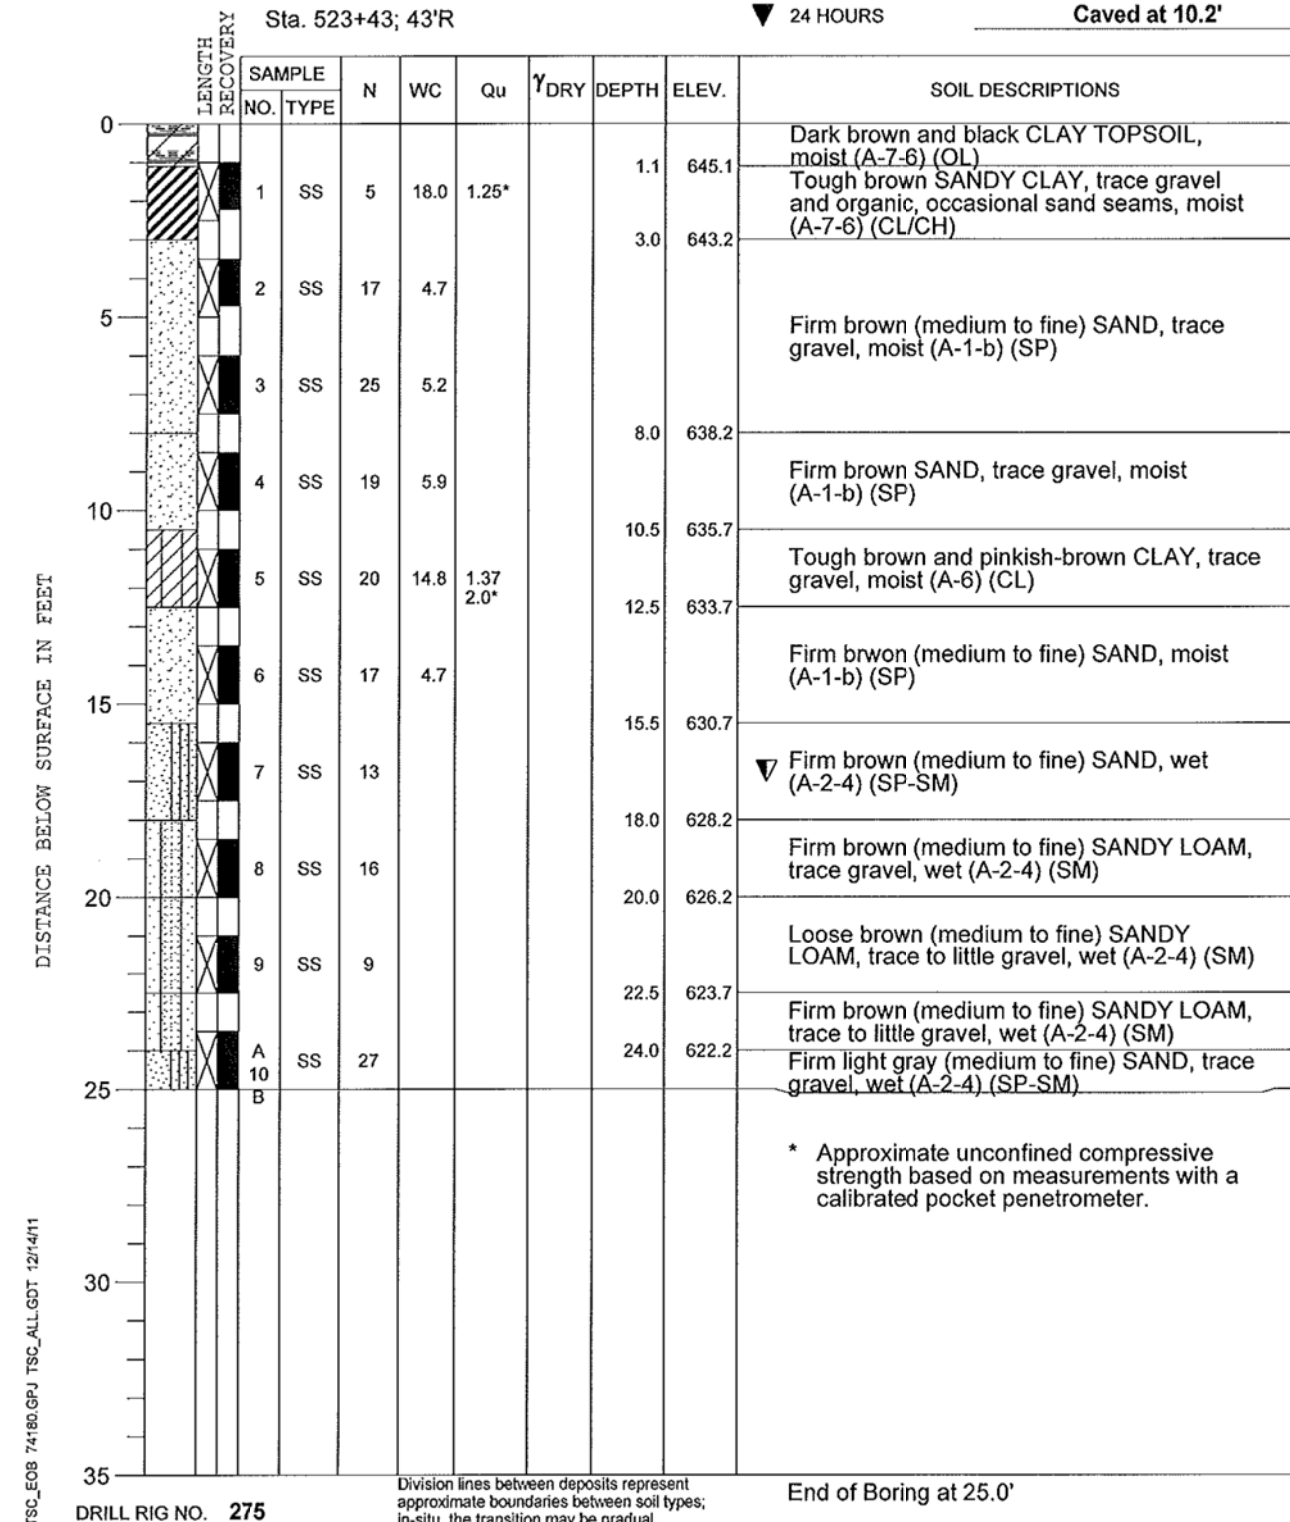 Sta. 523+43; 43'R
▼ 24 HOURS Caved at 10.2'
LENGTH
RECOVERY
SAMPLE
NO. TYPE N WC Qu γDRY DEPTH ELEV. SOIL DESCRIPTIONS
0
Dark brown and black CLAY TOPSOIL,
moist (A-7-6) (OL)
1.1 645.1
Tough brown SANDY CLAY, trace gravel
1 SS 5 18.0 1.25*
and organic, occasional sand seams, moist
(A-7-6) (CL/CH)
3.0 643.2
2 SS 17 4.7
5
Firm brown (medium to fine) SAND, trace
gravel, moist (A-1-b) (SP)
3 SS 25 5.2
8.0 638.2
Firm brown SAND, trace gravel, moist
4 SS 19 5.9
(A-1-b) (SP)
10
10.5 635.7
Tough brown and pinkish-brown CLAY, trace
5 SS 20 14.8 1.37
gravel, moist (A-6) (CL)
2.0*
12.5 633.7
Firm brwon (medium to fine) SAND, moist
6 SS 17 4.7
(A-1-b) (SP)
15
15.5 630.7
Firm brown (medium to fine) SAND, wet
7 SS 13
(A-2-4) (SP-SM)
18.0 628.2
Firm brown (medium to fine) SANDY LOAM,
8 SS 16
trace gravel, wet (A-2-4) (SM)
20
20.0 626.2
Loose brown (medium to fine) SANDY
LOAM, trace to little gravel, wet (A-2-4) (SM)
9 SS 9
22.5 623.7
Firm brown (medium to fine) SANDY LOAM,
trace to little gravel, wet (A-2-4) (SM)
24.0 622.2
A
10 SS 27
B
Firm light gray (medium to fine) SAND, trace
gravel, wet (A-2-4) (SP-SM)
25
* Approximate unconfined compressive
strength based on measurements with a
calibrated pocket penetrometer.
30
35
DISTANCE BELOW SURFACE IN FEET
TSC_EOB 74180.GPJ TSC_ALL.GDT 12/14/11
DRILL RIG NO. 275
Division lines between deposits represent
approximate boundaries between soil types;
in-situ, the transition may be gradual.
End of Boring at 25.0'